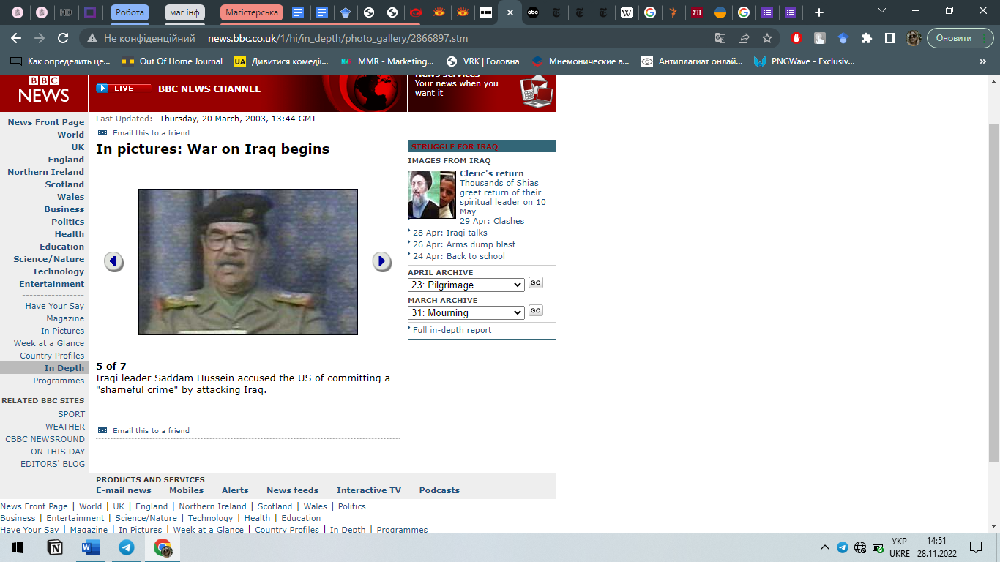 HD
Робота
маг інф
Магістерська
abc
УП
Не конфіденційний
news.bbc.co.uk/1/hi/in_depth/photo_gallery/2866897.stm
Оновити
Как определить це...
Out Of Home Journal
UA Дивитися комедії...
MMR - Marketing...
VRK | Головна
Мнемонические а...
Антиплагиат онлай...
PNGWave - Exclusiv...
»
BBC
NEWS
LIVE BBC NEWS CHANNEL
News services
Your news when you
want it
Last Updated: Thursday, 20 March, 2003, 13:44 GMT
Email this to a friend
In pictures: War on Iraq begins
News Front Page
World
UK
England
Northern Ireland
Scotland
Wales
Business
Politics
Health
Education
Science/Nature
Technology
Entertainment
Have Your Say
Magazine
In Pictures
Week at a Glance
Country Profiles
In Depth
Programmes
RELATED BBC SITES
SPORT
WEATHER
CBBC NEWSROUND
ON THIS DAY
EDITORS' BLOG
5 of 7
Iraqi leader Saddam Hussein accused the US of committing a
"shameful crime" by attacking Iraq.
Email this to a friend
STRUGGLE FOR IRAQ
IMAGES FROM IRAQ
Cleric's return
Thousands of Shias
greet return of their
spiritual leader on 10
May
29 Apr: Clashes
28 Apr: Iraqi talks
26 Apr: Arms dump blast
24 Apr: Back to school
APRIL ARCHIVE
23: Pilgrimage GO
MARCH ARCHIVE
31: Mourning GO
Full in-depth report
PRODUCTS AND SERVICES
E-mail news Mobiles Alerts News feeds Interactive TV Podcasts
News Front Page | World | UK | England | Northern Ireland | Scotland | Wales | Politics
Business | Entertainment | Science/Nature | Technology | Health | Education
Have Your Say | Magazine | In Pictures | Week at a Glance | Country Profiles | In Depth | Programmes
УКР
UKRE
14:51
28.11.2022